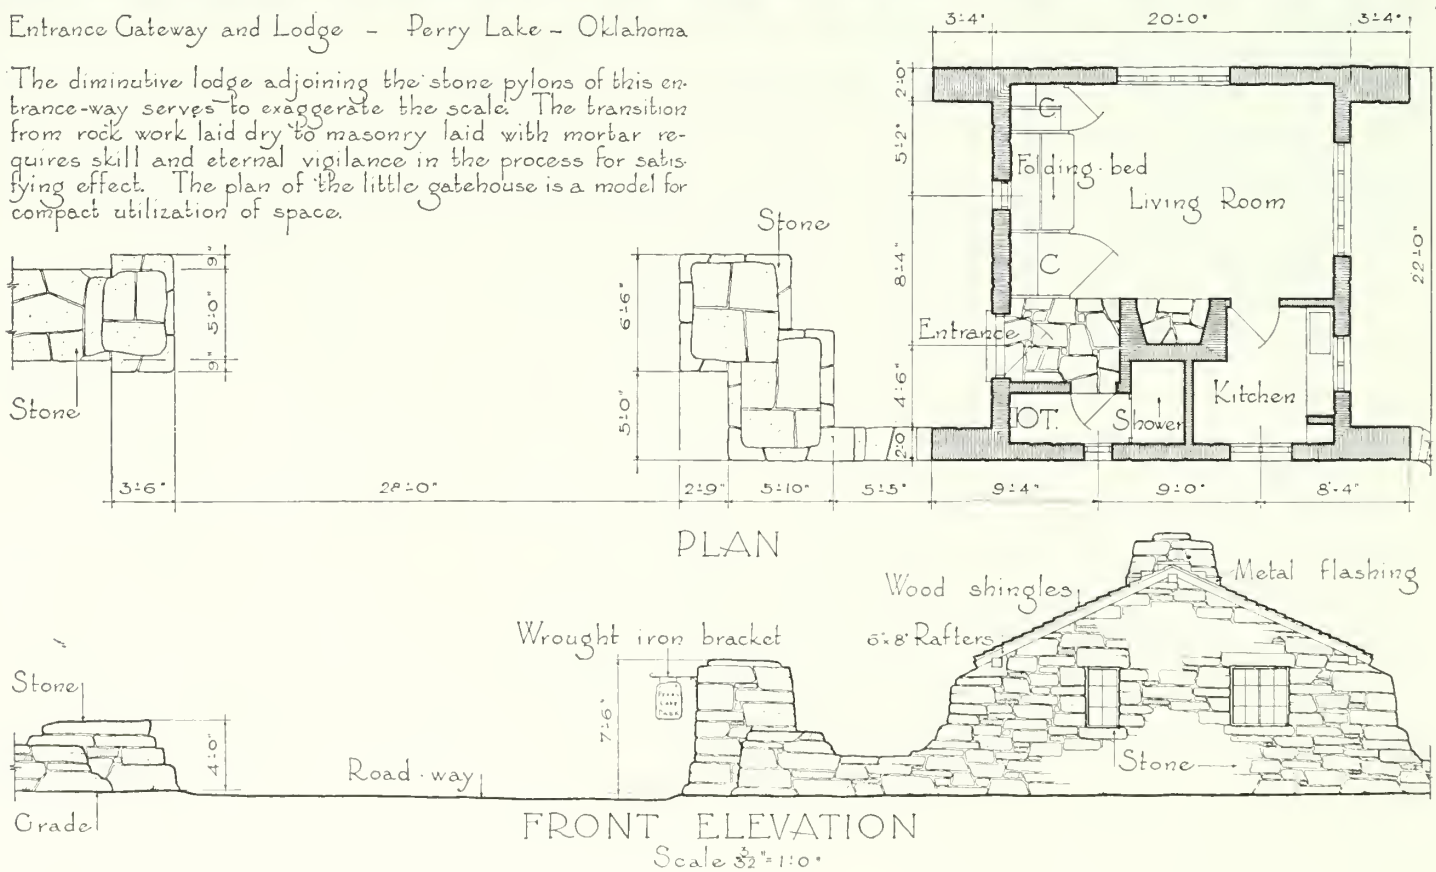 Entrance Gateway and Lodge - Perry Lake - Oklahoma
The diminutive lodge adjoining the stone pylons of this en-
trance-way serves to exaggerate the scale. The transition
from rock work laid dry to masonry laid with mortar re-
quires skill and eternal vigilance in the process for satis-
fying effect. The plan of the little gatehouse is a model for
compact utilization of space.
3'-4" 20'-0" 3'-4"
2'-0"
5'-2"
8'-4"
4'-6"
2'-0"
22'-0"
C
Folding-bed
Living Room
C
Entrance
Kitchen
T.
Shower
Stone
9"
5'-0"
9"
Stone
6'-6"
5'-0"
3'-6" 28'-0" 2'-9" 5'-10" 5'-5" 9'-4" 9'-0" 8'-4"
PLAN
Wood shingles
Metal flashing
Wrought iron bracket
6"x8" Rafters
Perry
Lake
Park
Stone
4'-0"
7'-6"
Road-way
Stone
Grade
FRONT ELEVATION
Scale 3/32"=1'-0"